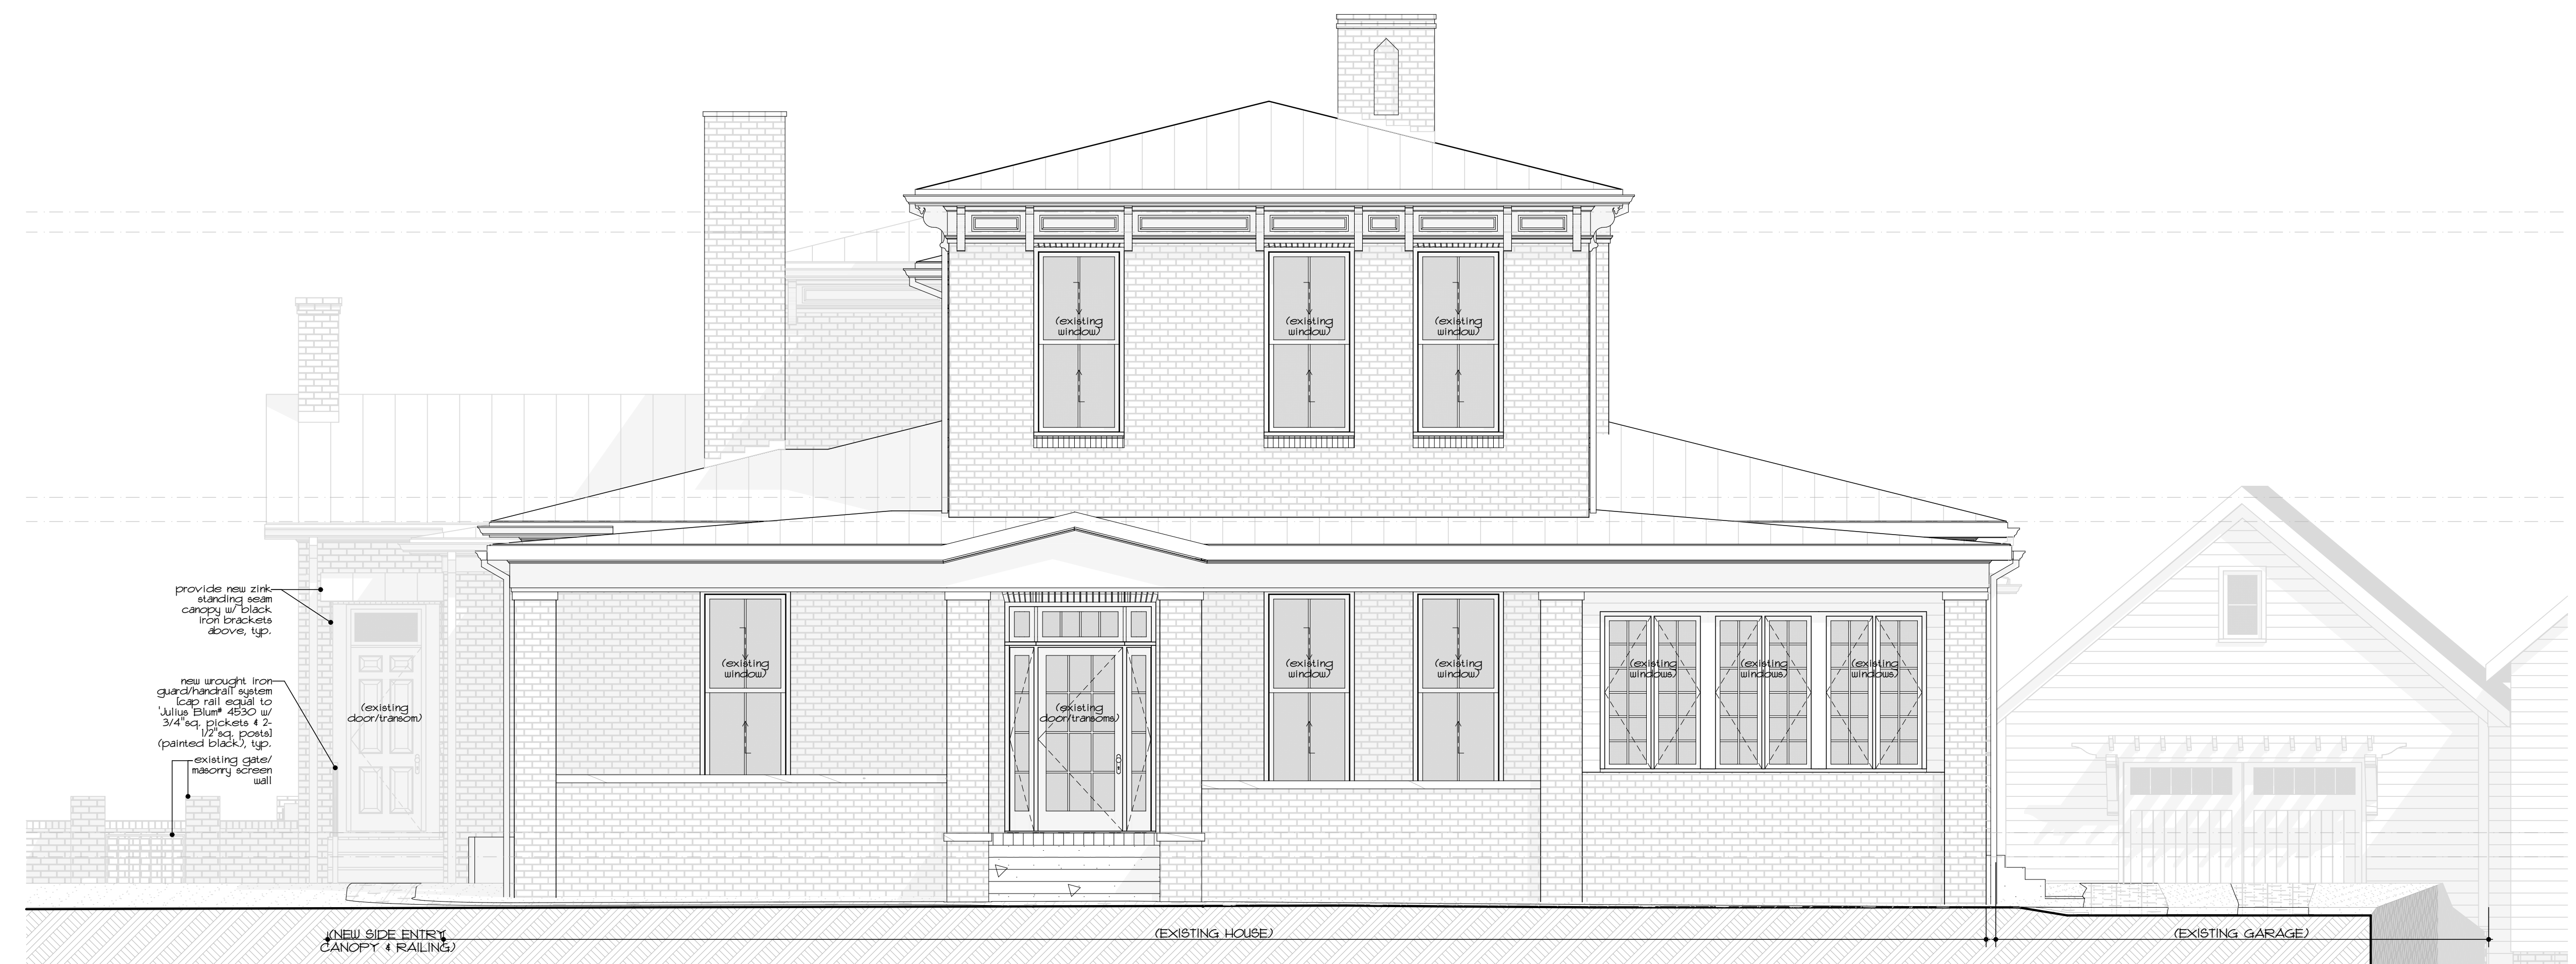 (existing
window)
(existing
window)
(existing
window)
provide new zink
standing seam
canopy w/ black
iron brackets
above, typ.
new wrought iron
guard/handrail system
[cap rail equal to
'Julius Blum# 4530 w/
3/4"sq. pickets & 2-
1/2"sq. posts]
(painted black), typ.
existing gate/
masonry screen
wall
(existing
door/transom)
(existing
window)
(existing
door/transoms)
(existing
window)
(existing
window)
(existing
windows)
(existing
windows)
(existing
windows)
(NEW SIDE ENTRY
CANOPY & RAILING)
(EXISTING HOUSE)
(EXISTING GARAGE)